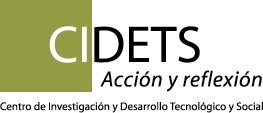 CIDETS
Acción y reflexión
Centro de Investigación y Desarrollo Tecnológico y Social